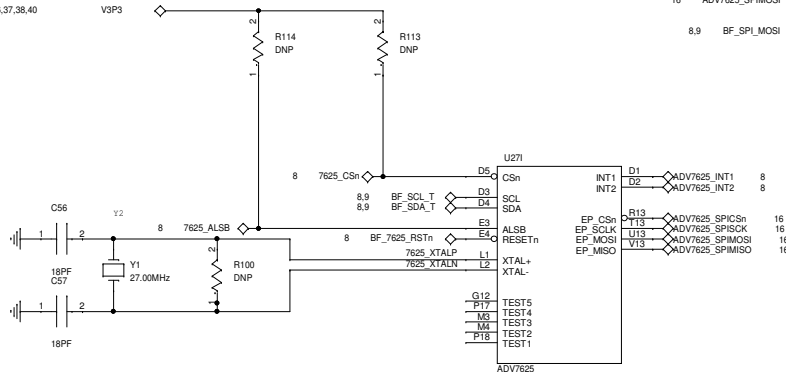 ,37,38,40 V3P3
16 ADV7625_SPIMOSI
8,9 BF_SPI_MOSI
2 2
R114 R113
DNP DNP
1 1
U27I
8 7625_CSn D5 CSn INT1 D1 ADV7625_INT1 8
INT2 D2 ADV7625_INT2 8
8,9 BF_SCL_T D3 SCL
8,9 BF_SDA_T D4 SDA
C56 Y2
EP_CSn R13 ADV7625_SPICSn 16
8 7625_ALSB E3 ALSB EP_SCLK T13 ADV7625_SPISCK 16
8 BF_7625_RSTn E4 RESETn EP_MOSI U13 ADV7625_SPIMOSI 16
1 2 EP_MISO V13 ADV7625_SPIMISO 16
7625_XTALP L1 XTAL+
7625_XTALN L2 XTAL-
18PF Y1 2 R100
C57 27.00MHz DNP
1
1 2
G12 TEST5
P17 TEST4
M3 TEST3
M4 TEST2
P18 TEST1
18PF
ADV7625